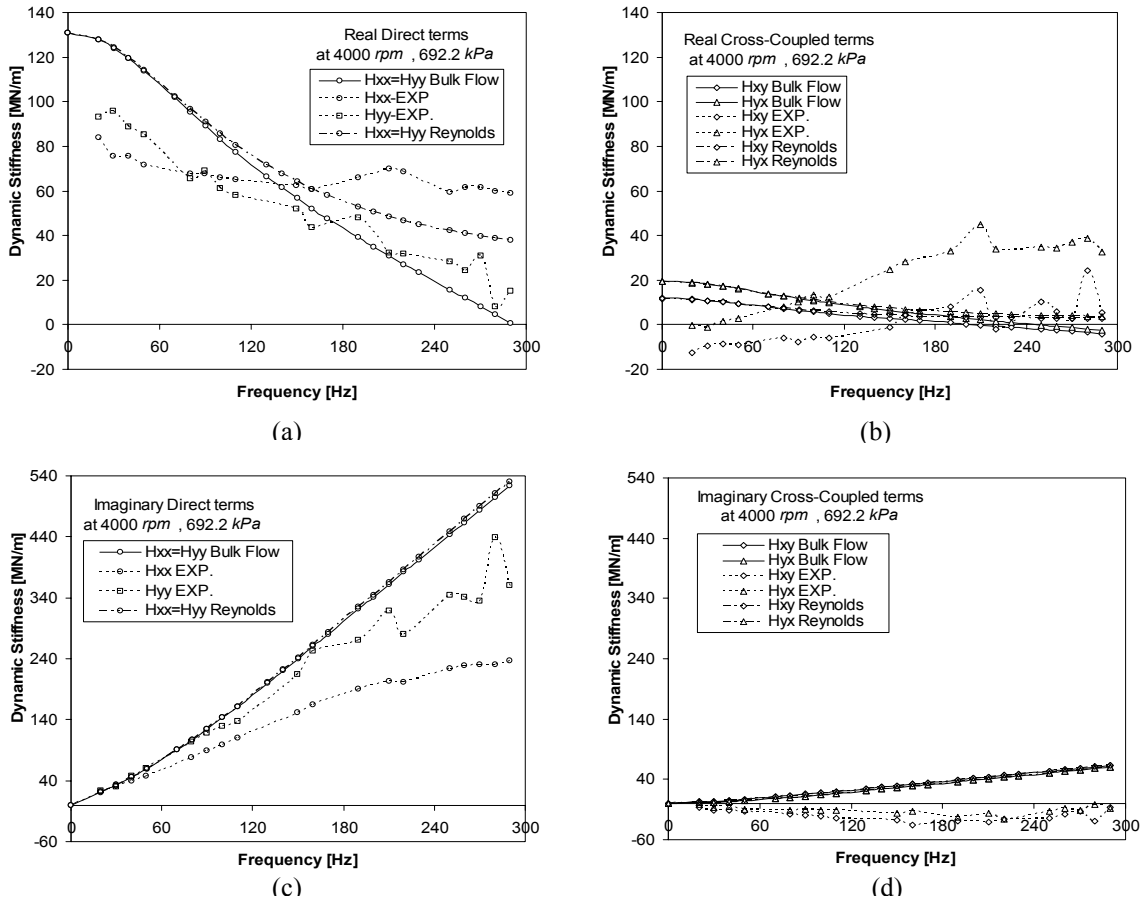 140
120
100
80
60
40
20
0
-20
0 60 120 180 240 300
Dynamic Stiffness [MN/m]
Frequency [Hz]
Real Direct terms
at 4000 rpm , 692.2 kPa
Hxx=Hyy Bulk Flow
Hxx-EXP
Hyy-EXP.
Hxx=Hyy Reynolds
(a)
140
120
100
80
60
40
20
0
-20
0 60 120 180 240 300
Dynamic Stiffness [MN/m]
Frequency [Hz]
Real Cross-Coupled terms
at 4000 rpm , 692.2 kPa
Hxy Bulk Flow
Hyx Bulk Flow
Hxy EXP.
Hyx EXP.
Hxy Reynolds
Hyx Reynolds
(b)
540
440
340
240
140
40
-60
0 60 120 180 240 300
Dynamic Stiffness [MN/m]
Frequency [Hz]
Imaginary Direct terms
at 4000 rpm , 692.2 kPa
Hxx=Hyy Bulk Flow
Hxx EXP.
Hyy EXP.
Hxx=Hyy Reynolds
(c)
540
440
340
240
140
40
-60
0 60 120 180 240 300
Dynamic Stiffness [MN/m]
Frequency [Hz]
Imaginary Cross-Coupled terms
at 4000 rpm , 692.2 kPa
Hxy Bulk Flow
Hyx Bulk Flow
Hxy EXP.
Hyx EXP.
Hxy Reynolds
Hyx Reynolds
(d)